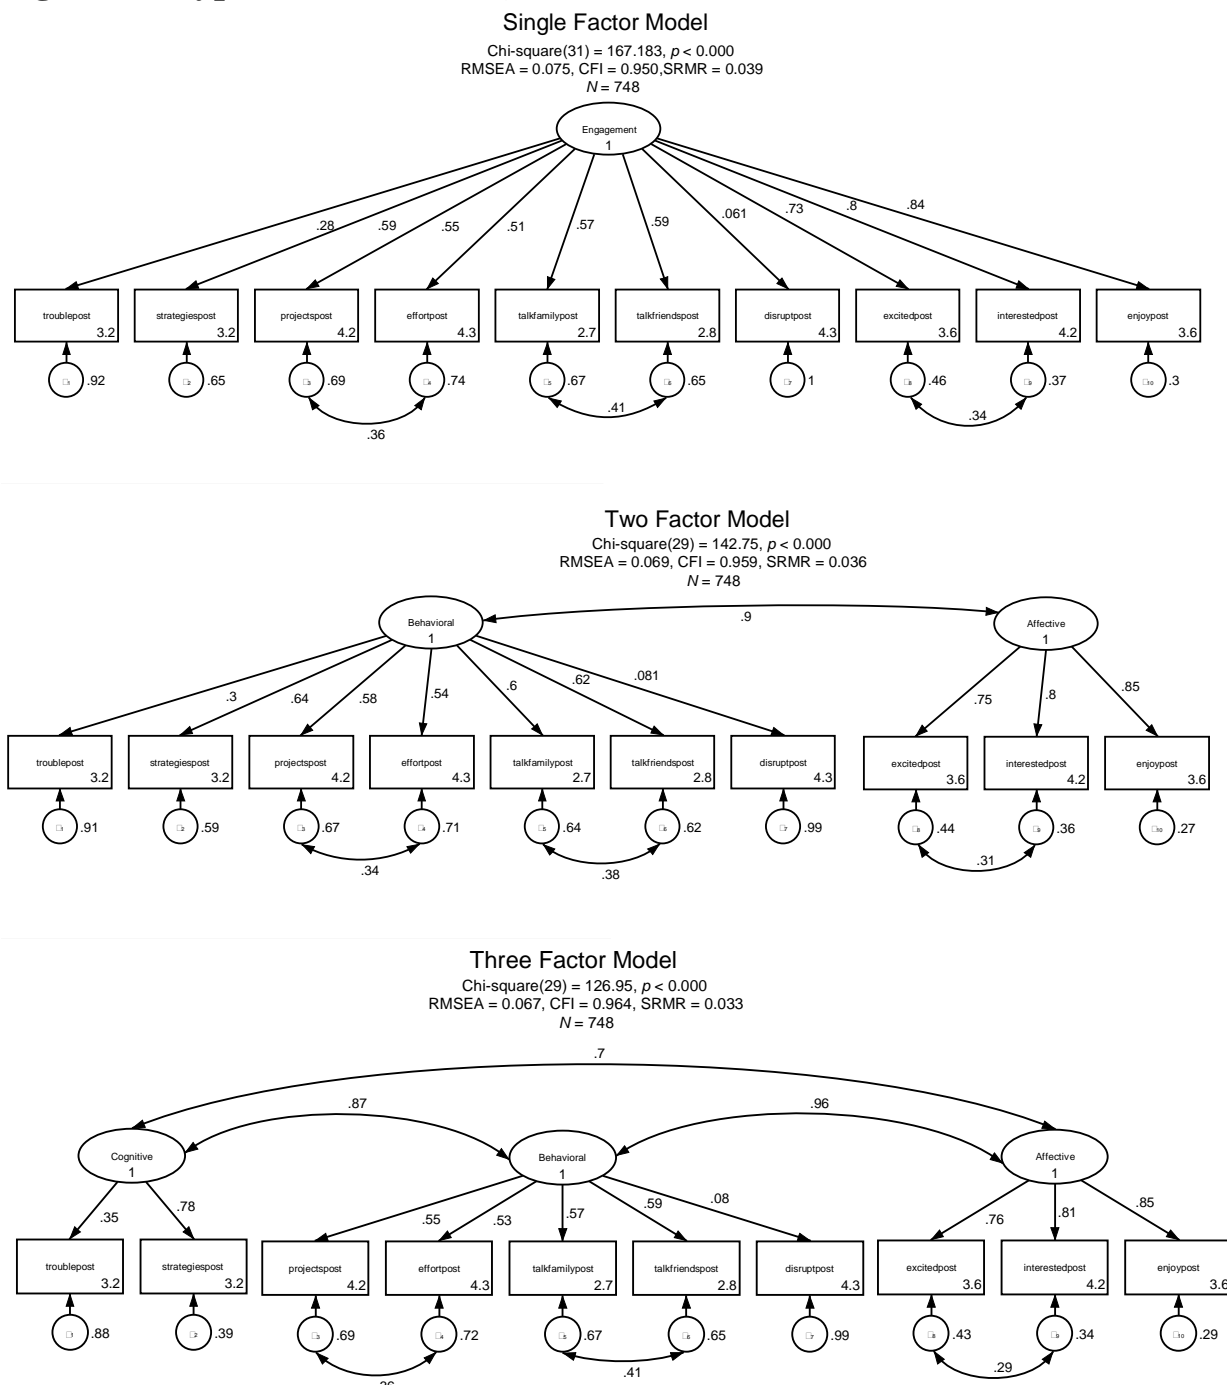 Single Factor Model
Chi-square(31) = 167.183, p < 0.000
RMSEA = 0.075, CFI = 0.950,SRMR = 0.039
N = 748
Engagement
1
.28 .59 .55 .51 .57 .59 .061 .73 .8 .84
troublepost strategiespost projectspost effortpost talkfamilypost talkfriendspost disruptpost excitedpost interestedpost enjoypost
3.2 3.2 4.2 4.3 2.7 2.8 4.3 3.6 4.2 3.6
.92 .65 .69 .74 .67 .65 1 .46 .37 .3
.36 .41 .34
Two Factor Model
Chi-square(29) = 142.75, p < 0.000
RMSEA = 0.069, CFI = 0.959, SRMR = 0.036
N = 748
.9
Behavioral Affective
1 1
.3 .64 .58 .54 .6 .62 .081 .75 .8 .85
troublepost strategiespost projectspost effortpost talkfamilypost talkfriendspost disruptpost excitedpost interestedpost enjoypost
3.2 3.2 4.2 4.3 2.7 2.8 4.3 3.6 4.2 3.6
.91 .59 .67 .71 .64 .62 .99 .44 .36 .27
.34 .38 .31
Three Factor Model
Chi-square(29) = 126.95, p < 0.000
RMSEA = 0.067, CFI = 0.964, SRMR = 0.033
N = 748
.7
.87 .96
Cognitive Behavioral Affective
1 1 1
.35 .78 .55 .53 .57 .59 .08 .76 .81 .85
troublepost strategiespost projectspost effortpost talkfamilypost talkfriendspost disruptpost excitedpost interestedpost enjoypost
3.2 3.2 4.2 4.3 2.7 2.8 4.3 3.6 4.2 3.6
.88 .39 .69 .72 .67 .65 .99 .43 .34 .29
.41 .29